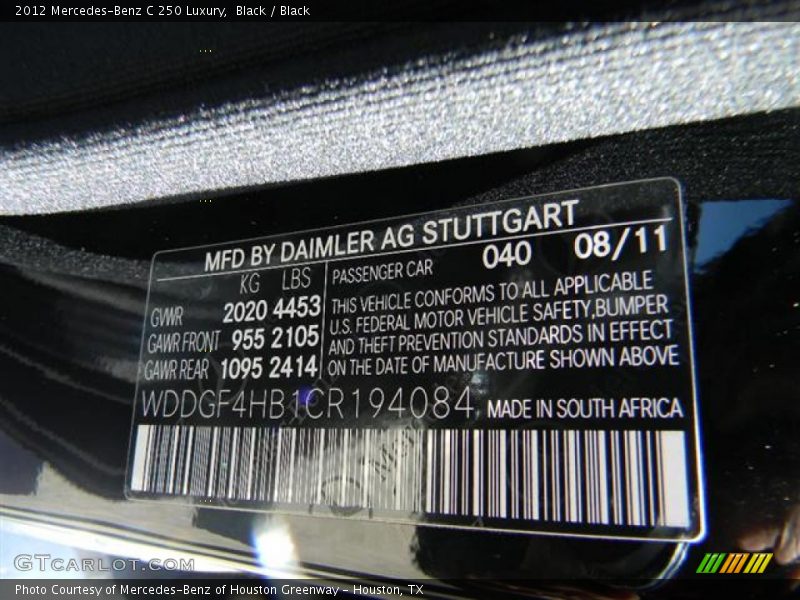 2012 Mercedes-Benz C 250 Luxury, Black / Black
MFD BY DAIMLER AG STUTTGART
KG LBS
PASSENGER CAR 040 08/11
GVWR 2020 4453
GAWR FRONT 955 2105
GAWR REAR 1095 2414
THIS VEHICLE CONFORMS TO ALL APPLICABLE
U.S. FEDERAL MOTOR VEHICLE SAFETY,BUMPER
AND THEFT PREVENTION STANDARDS IN EFFECT
ON THE DATE OF MANUFACTURE SHOWN ABOVE
WDDGF4HB1CR194084 MADE IN SOUTH AFRICA
GTCARLOT.COM
Photo Courtesy of Mercedes-Benz of Houston Greenway - Houston, TX